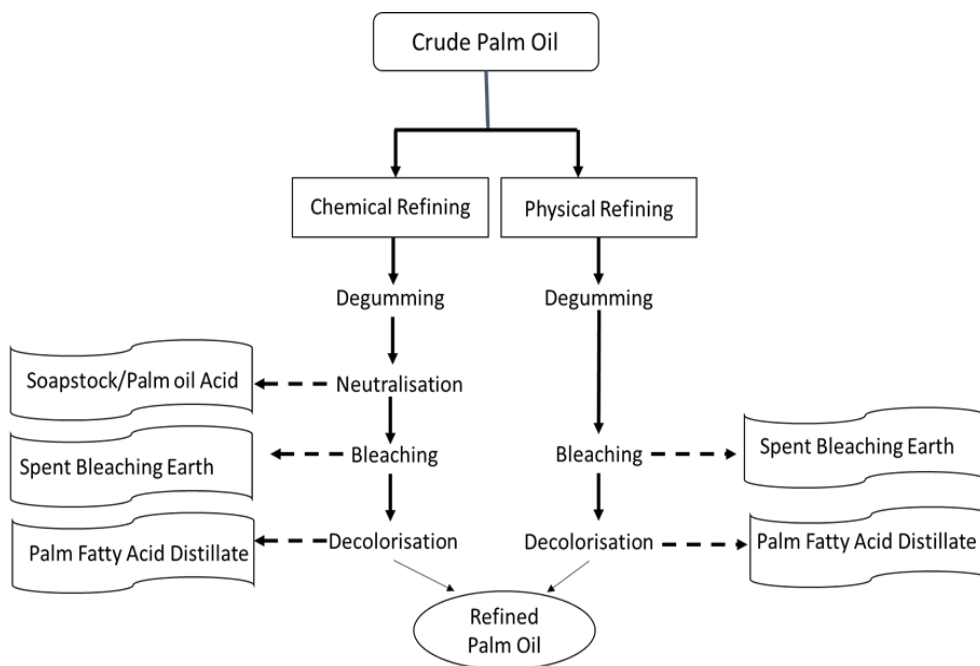 Crude Palm Oil
Chemical Refining
Physical Refining
Degumming
Degumming
Soapstock/Palm oil Acid
Neutralisation
Spent Bleaching Earth
Bleaching
Bleaching
Spent Bleaching Earth
Palm Fatty Acid Distillate
Decolorisation
Decolorisation
Palm Fatty Acid Distillate
Refined
Palm Oil